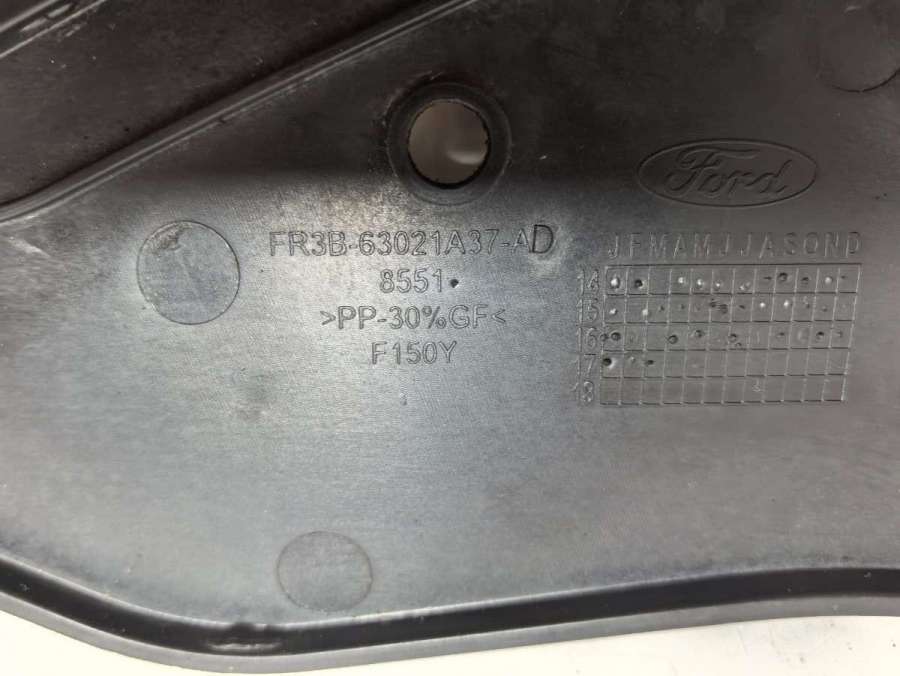 Ford
FR3B-63021A37-AD
8551
>PP-30%GF<
F150Y
JFMAMJJASOND
14
15
16
17
18